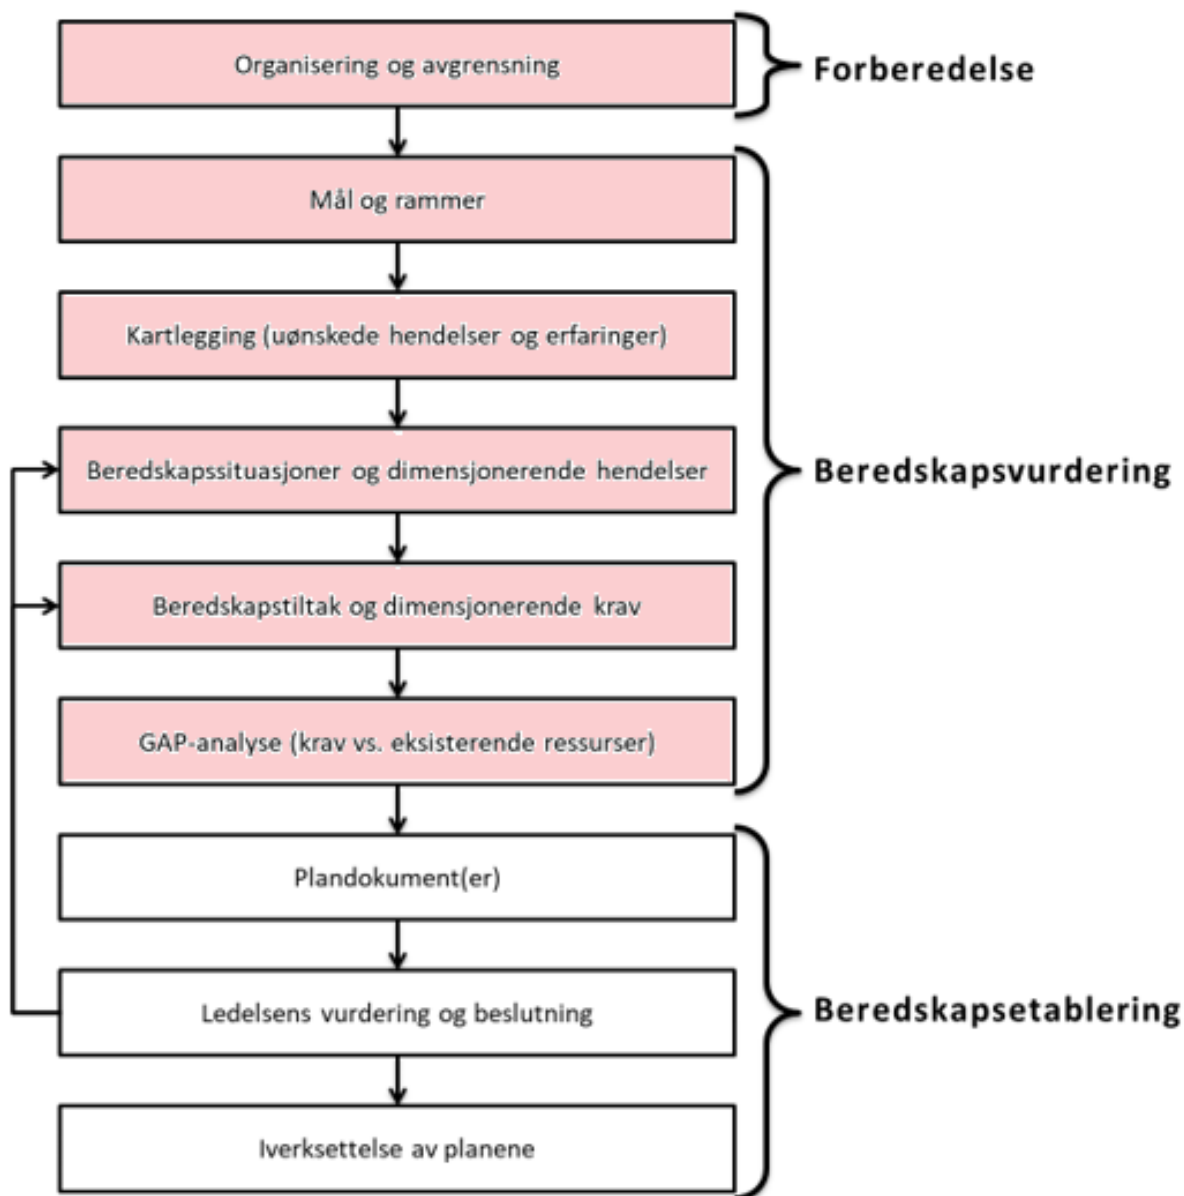 Organisering og avgrensning
Forberedelse
Mål og rammer
Kartlegging (uønskede hendelser og erfaringer)
Beredskapssituasjoner og dimensjonerende hendelser
Beredskapsvurdering
Beredskapstiltak og dimensjonerende krav
GAP-analyse (krav vs. eksisterende ressurser)
Plandokument(er)
Ledelsens vurdering og beslutning
Beredskapsetablering
Iverksettelse av planene